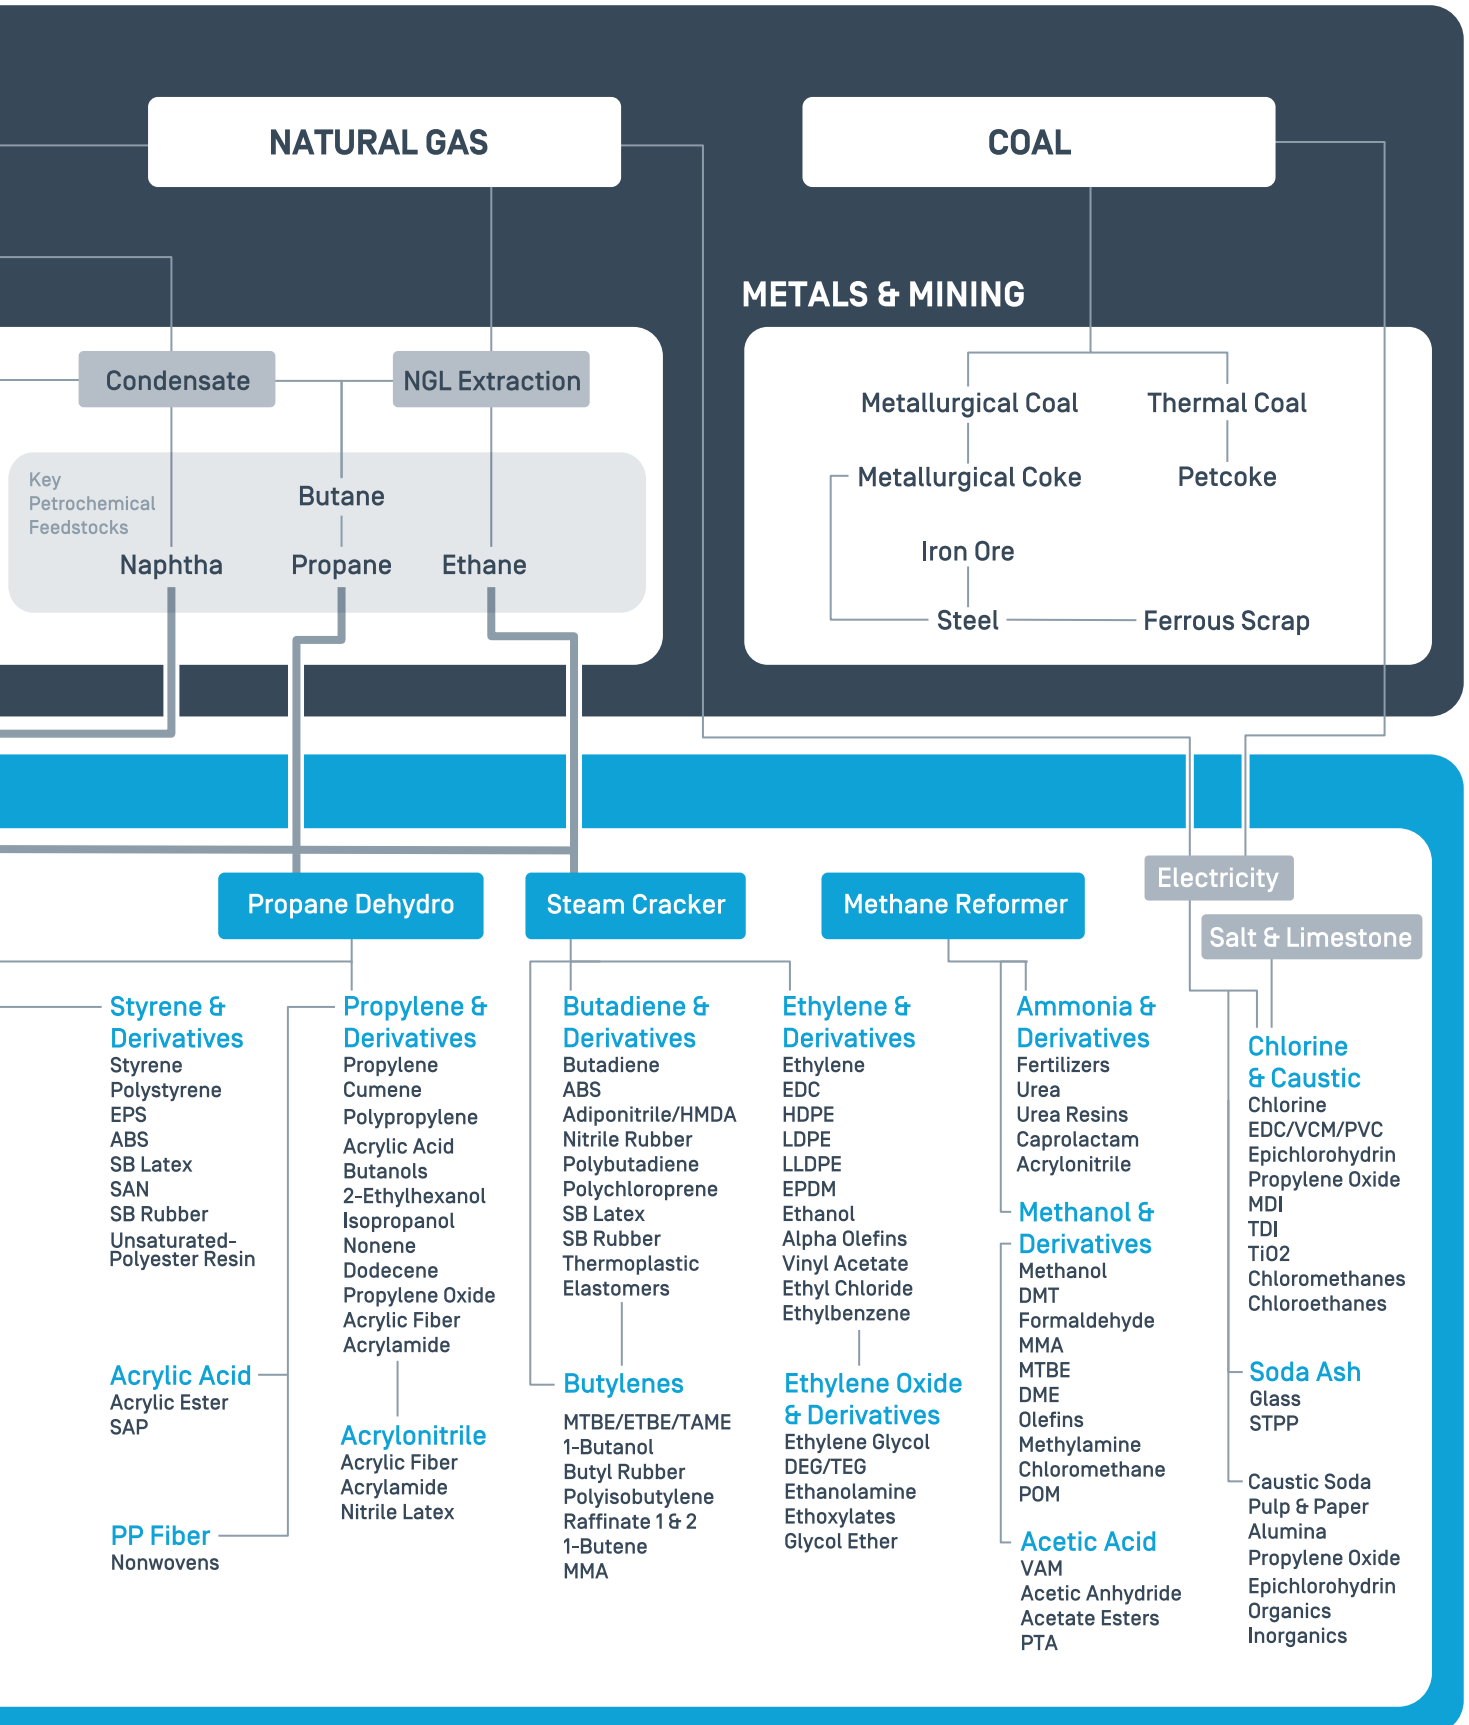 NATURAL GAS
COAL
METALS & MINING
Condensate
NGL Extraction
Key
Petrochemical
Feedstocks
Butane
Naphtha
Propane
Ethane
Metallurgical Coal
Thermal Coal
Metallurgical Coke
Petcoke
Iron Ore
Steel
Ferrous Scrap
Propane Dehydro
Steam Cracker
Methane Reformer
Electricity
Salt & Limestone
Styrene &
Derivatives
Styrene
Polystyrene
EPS
ABS
SB Latex
SAN
SB Rubber
Unsaturated-
Polyester Resin
Acrylic Acid
Acrylic Ester
SAP
PP Fiber
Nonwovens
Propylene &
Derivatives
Propylene
Cumene
Polypropylene
Acrylic Acid
Butanols
2-Ethylhexanol
Isopropanol
Nonene
Dodecene
Propylene Oxide
Acrylic Fiber
Acrylamide
Acrylonitrile
Acrylic Fiber
Acrylamide
Nitrile Latex
Butadiene &
Derivatives
Butadiene
ABS
Adiponitrile/HMDA
Nitrile Rubber
Polybutadiene
Polychloroprene
SB Latex
SB Rubber
Thermoplastic
Elastomers
Butylenes
MTBE/ETBE/TAME
1-Butanol
Butyl Rubber
Polyisobutylene
Raffinate 1 & 2
1-Butene
MMA
Ethylene &
Derivatives
Ethylene
EDC
HDPE
LDPE
LLDPE
EPDM
Ethanol
Alpha Olefins
Vinyl Acetate
Ethyl Chloride
Ethylbenzene
Ethylene Oxide
& Derivatives
Ethylene Glycol
DEG/TEG
Ethanolamine
Ethoxylates
Glycol Ether
Ammonia &
Derivatives
Fertilizers
Urea
Urea Resins
Caprolactam
Acrylonitrile
Methanol &
Derivatives
Methanol
DMT
Formaldehyde
MMA
MTBE
DME
Olefins
Methylamine
Chloromethane
POM
Acetic Acid
VAM
Acetic Anhydride
Acetate Esters
PTA
Chlorine
& Caustic
Chlorine
EDC/VCM/PVC
Epichlorohydrin
Propylene Oxide
MDI
TDI
TiO2
Chloromethanes
Chloroethanes
Soda Ash
Glass
STPP
Caustic Soda
Pulp & Paper
Alumina
Propylene Oxide
Epichlorohydrin
Organics
Inorganics